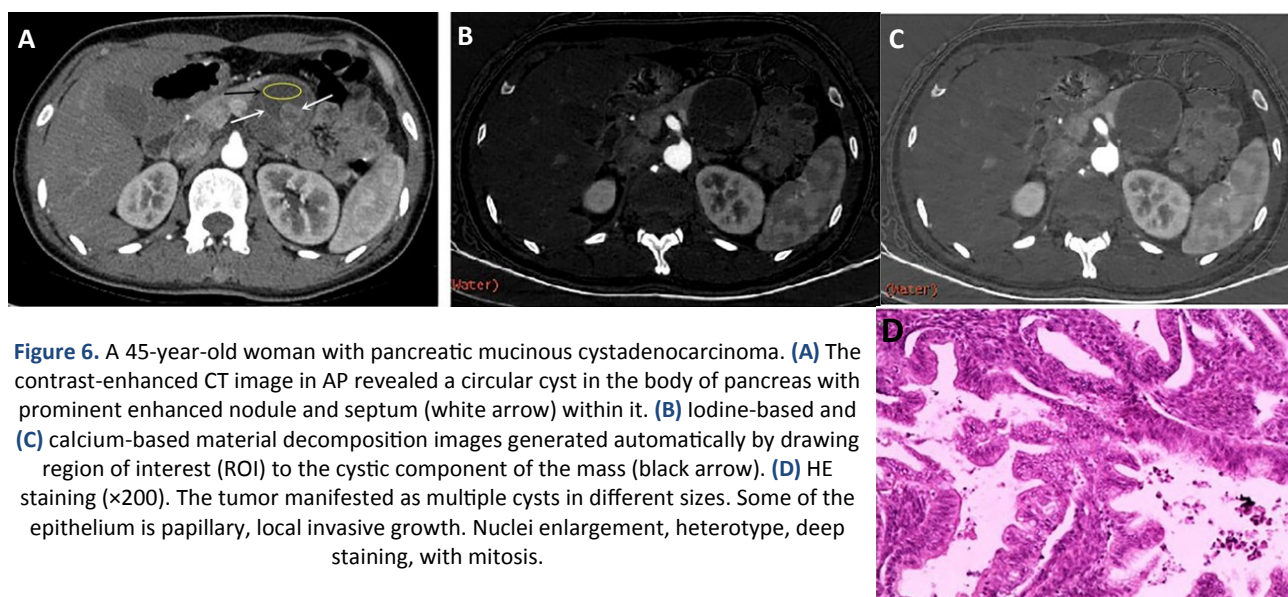 A
B
C
(Water)
(Water)
D
Figure 6. A 45-year-old woman with pancreatic mucinous cystadenocarcinoma. (A) The
contrast-enhanced CT image in AP revealed a circular cyst in the body of pancreas with
prominent enhanced nodule and septum (white arrow) within it. (B) Iodine-based and
(C) calcium-based material decomposition images generated automatically by drawing
region of interest (ROI) to the cystic component of the mass (black arrow). (D) HE
staining (×200). The tumor manifested as multiple cysts in different sizes. Some of the
epithelium is papillary, local invasive growth. Nuclei enlargement, heterotype, deep
staining, with mitosis.